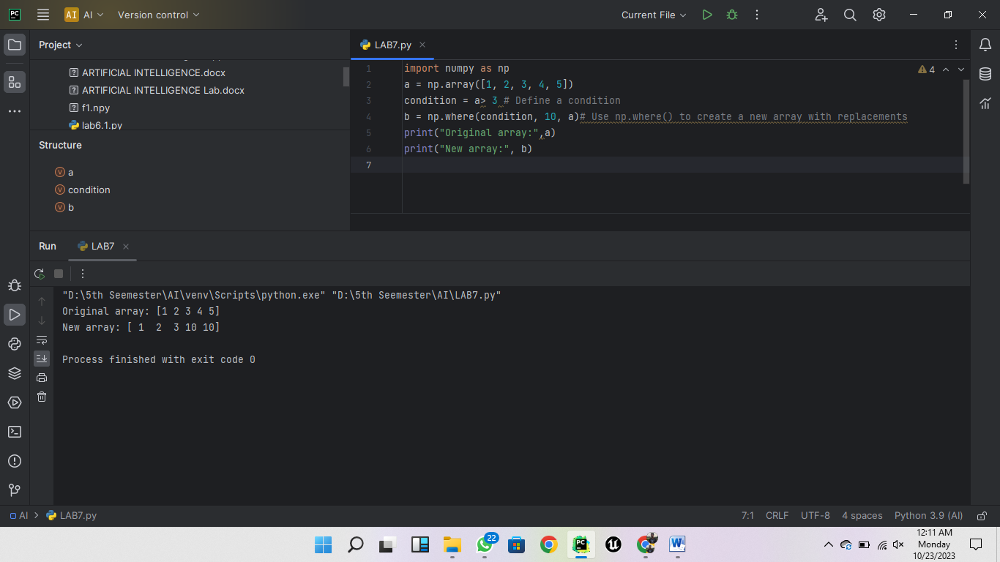 PC
AI AI Version control Current File
Project
ARTIFICIAL INTELLIGENCE.docx
ARTIFICIAL INTELLIGENCE Lab.docx
f1.npy
lab6.1.py
Structure
a
condition
b
LAB7.py
1 import numpy as np
2 a = np.array([1, 2, 3, 4, 5])
3 condition = a> 3 # Define a condition
4 b = np.where(condition, 10, a)# Use np.where() to create a new array with replacements
5 print("Original array:",a)
6 print("New array:", b)
7
4
Run LAB7
"D:\5th Seemester\AI\venv\Scripts\python.exe" "D:\5th Seemester\AI\LAB7.py"
Original array: [1 2 3 4 5]
New array: [ 1  2  3 10 10]
Process finished with exit code 0
AI LAB7.py 7:1 CRLF UTF-8 4 spaces Python 3.9 (AI)
22
PC
W
12:11 AM
Monday
10/23/2023